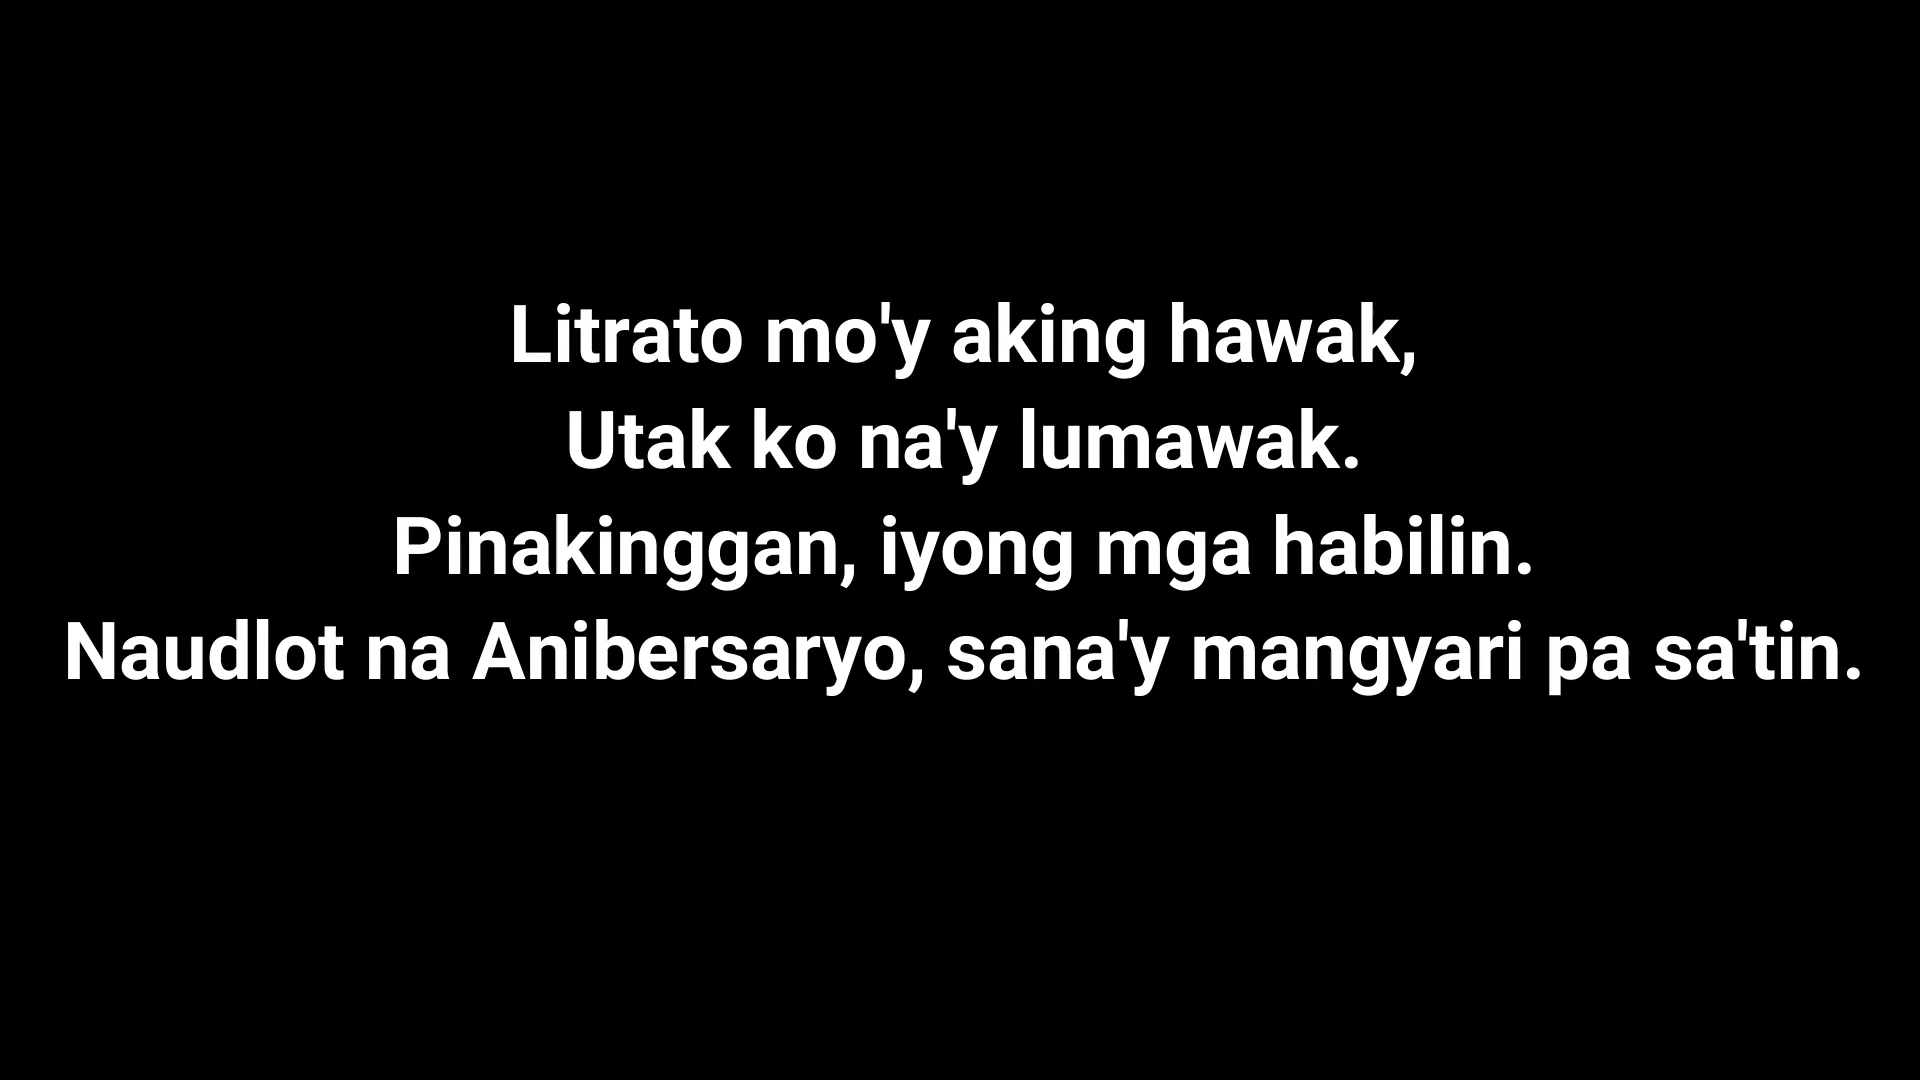 Litrato mo'y aking hawak,
Utak ko na'y lumawak.
Pinakinggan, iyong mga habilin.
Naudlot na Anibersaryo, sana'y mangyari pa sa'tin.